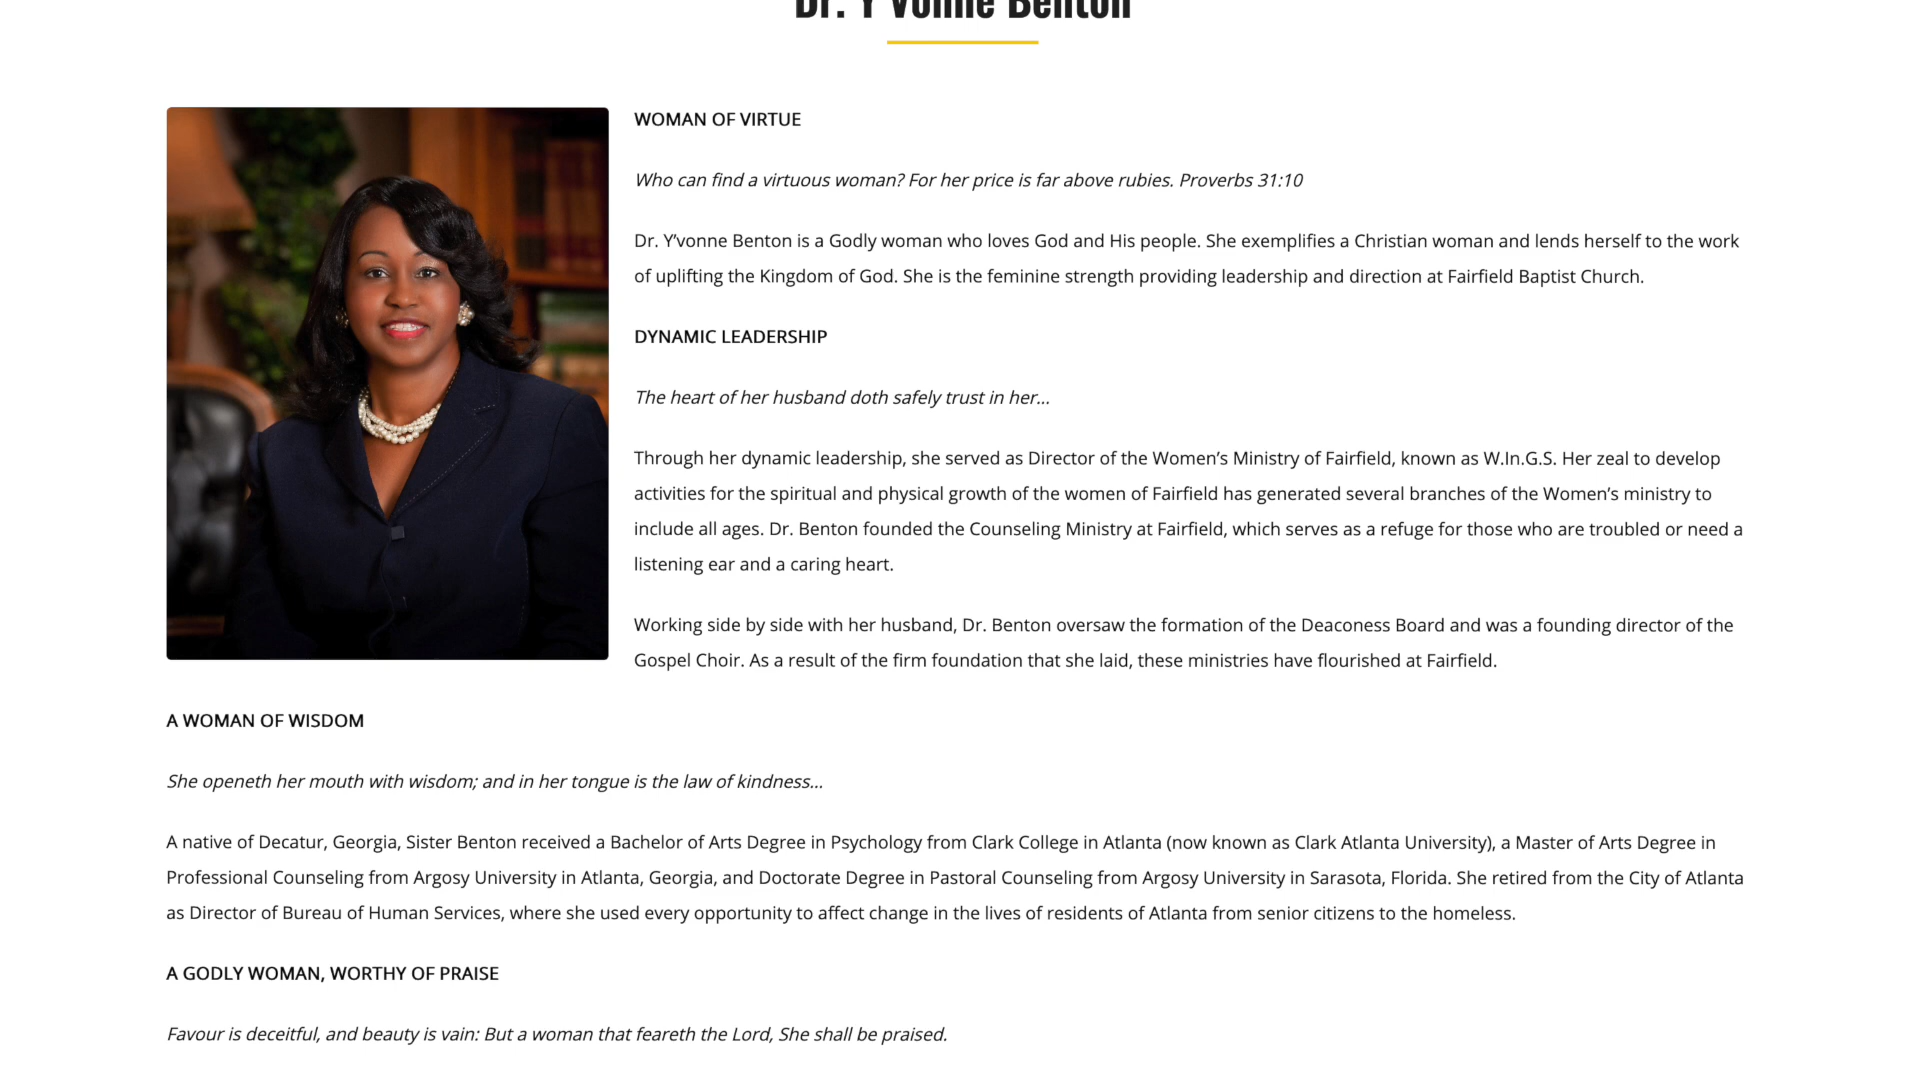 Dr. Y'Vonne Benton
WOMAN OF VIRTUE
Who can find a virtuous woman? For her price is far above rubies. Proverbs 31:10
Dr. Y’vonne Benton is a Godly woman who loves God and His people. She exemplifies a Christian woman and lends herself to the work
of uplifting the Kingdom of God. She is the feminine strength providing leadership and direction at Fairfield Baptist Church.
DYNAMIC LEADERSHIP
The heart of her husband doth safely trust in her…
Through her dynamic leadership, she served as Director of the Women’s Ministry of Fairfield, known as W.In.G.S. Her zeal to develop
activities for the spiritual and physical growth of the women of Fairfield has generated several branches of the Women’s ministry to
include all ages. Dr. Benton founded the Counseling Ministry at Fairfield, which serves as a refuge for those who are troubled or need a
listening ear and a caring heart.
Working side by side with her husband, Dr. Benton oversaw the formation of the Deaconess Board and was a founding director of the
Gospel Choir. As a result of the firm foundation that she laid, these ministries have flourished at Fairfield.
A WOMAN OF WISDOM
She openeth her mouth with wisdom; and in her tongue is the law of kindness…
A native of Decatur, Georgia, Sister Benton received a Bachelor of Arts Degree in Psychology from Clark College in Atlanta (now known as Clark Atlanta University), a Master of Arts Degree in
Professional Counseling from Argosy University in Atlanta, Georgia, and Doctorate Degree in Pastoral Counseling from Argosy University in Sarasota, Florida. She retired from the City of Atlanta
as Director of Bureau of Human Services, where she used every opportunity to affect change in the lives of residents of Atlanta from senior citizens to the homeless.
A GODLY WOMAN, WORTHY OF PRAISE
Favour is deceitful, and beauty is vain: But a woman that feareth the Lord, She shall be praised.